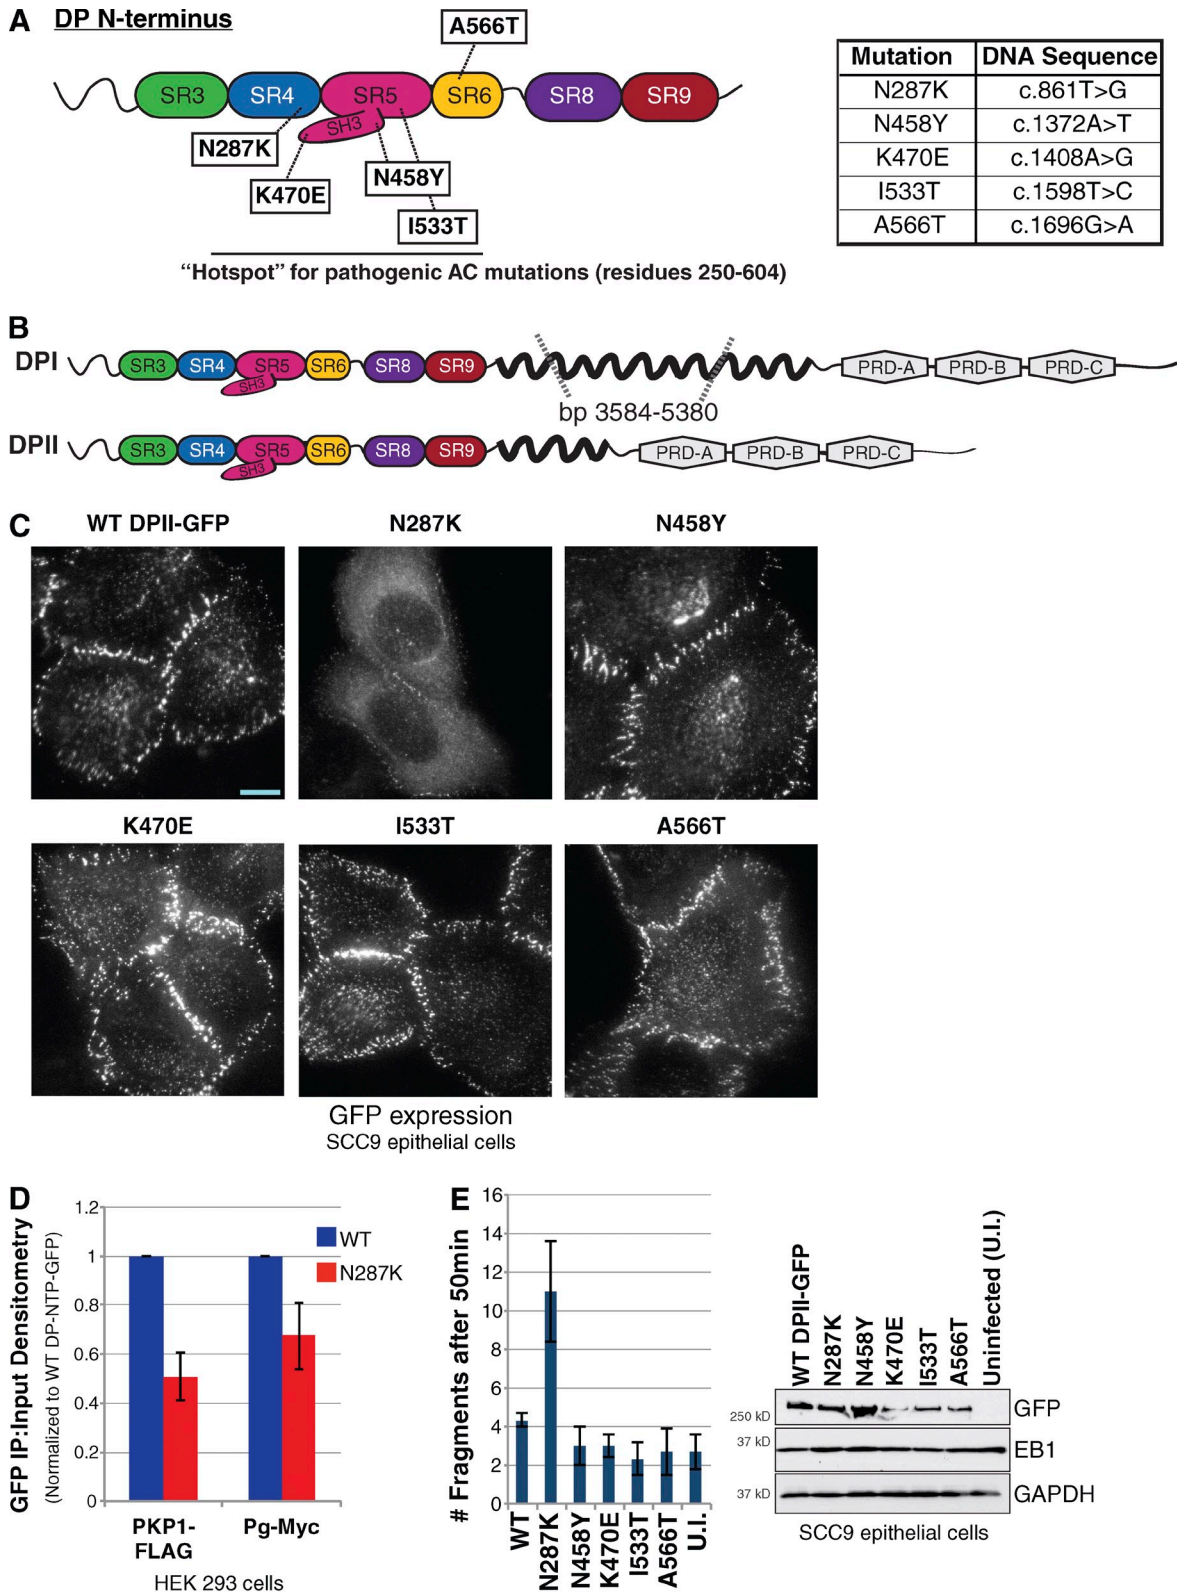 A DP N-terminus
A566T
SR3 SR4 SR5 SR6 SR8 SR9
SH3
N287K
K470E
N458Y
I533T
"Hotspot" for pathogenic AC mutations (residues 250-604)
Mutation DNA Sequence
N287K c.861T>G
N458Y c.1372A>T
K470E c.1408A>G
I533T c.1598T>C
A566T c.1696G>A
B
DPI SR3 SR4 SR5 SR6 SR8 SR9 PRD-A PRD-B PRD-C
SH3
bp 3584-5380
DPII SR3 SR4 SR5 SR6 SR8 SR9 PRD-A PRD-B PRD-C
SH3
C WT DPII-GFP N287K N458Y
K470E I533T A566T
GFP expression
SCC9 epithelial cells
D
GFP IP:Input Densitometry
(Normalized to WT DP-NTP-GFP)
1.2
1
0.8
0.6
0.4
0.2
0
WT
N287K
PKP1-
FLAG
Pg-Myc
HEK 293 cells
E
# Fragments after 50min
16
14
12
10
8
6
4
2
0
WT
N287K
N458Y
K470E
I533T
A566T
U.I.
WT DPII-GFP
N287K
N458Y
K470E
I533T
A566T
Uninfected (U.I.)
250 kD GFP
37 kD EB1
37 kD GAPDH
SCC9 epithelial cells